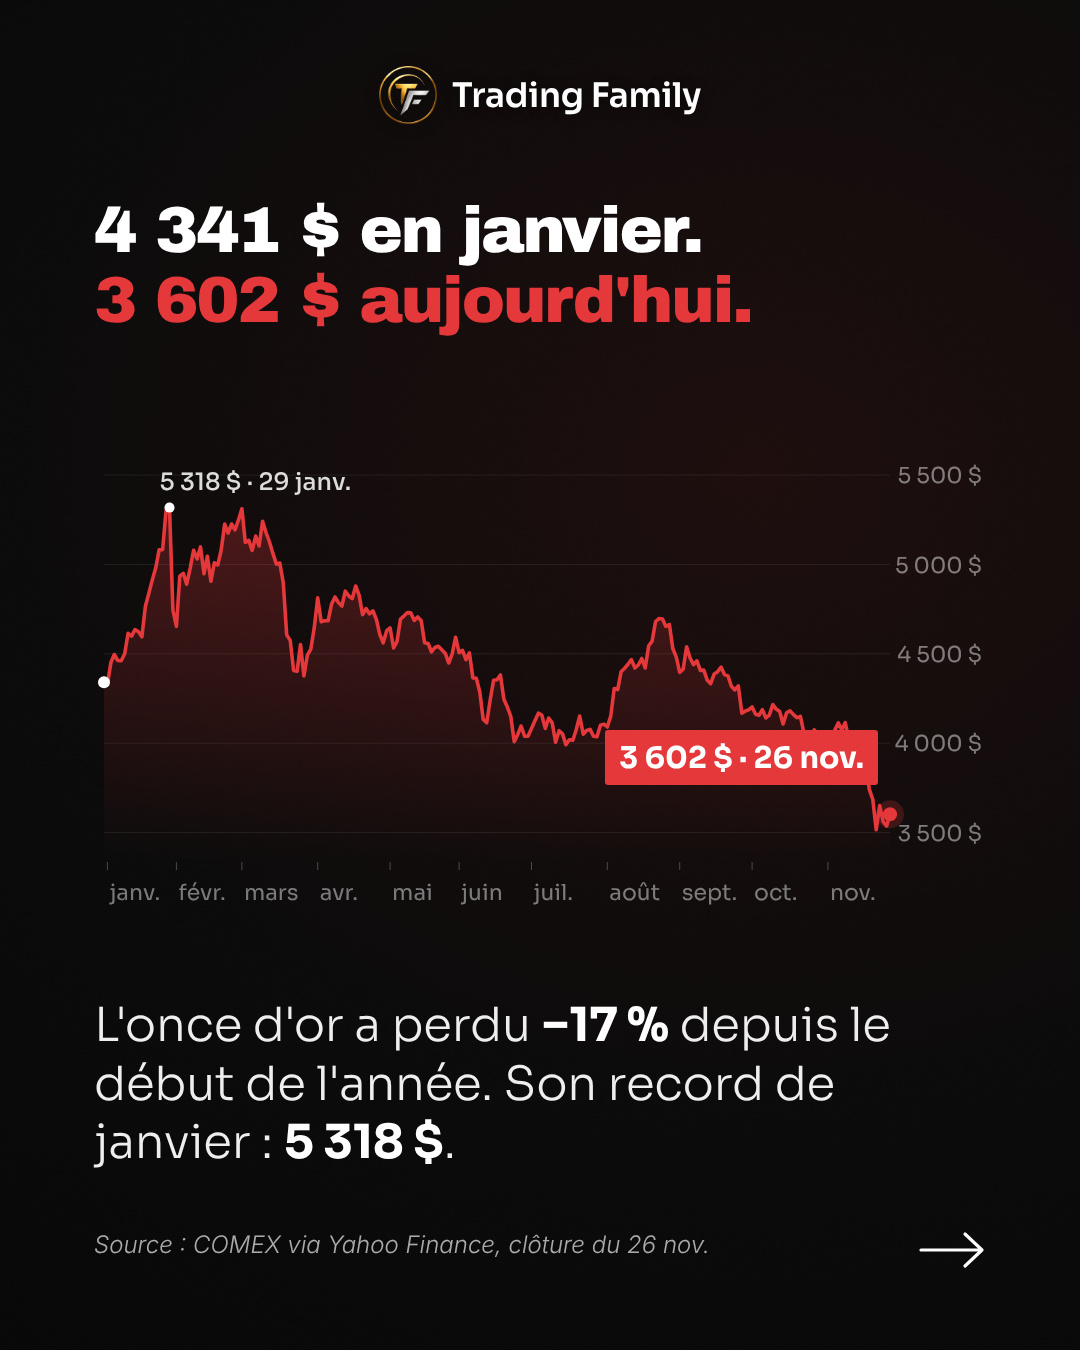 TF Trading Family
4 341 $ en janvier.
3 602 $ aujourd'hui.
5 318 $ · 29 janv.
5 500 $
5 000 $
4 500 $
4 000 $
3 602 $ · 26 nov.
3 500 $
janv. févr. mars avr. mai juin juil. août sept. oct. nov.
L'once d'or a perdu −17 % depuis le
début de l'année. Son record de
janvier : 5 318 $.
Source : COMEX via Yahoo Finance, clôture du 26 nov.